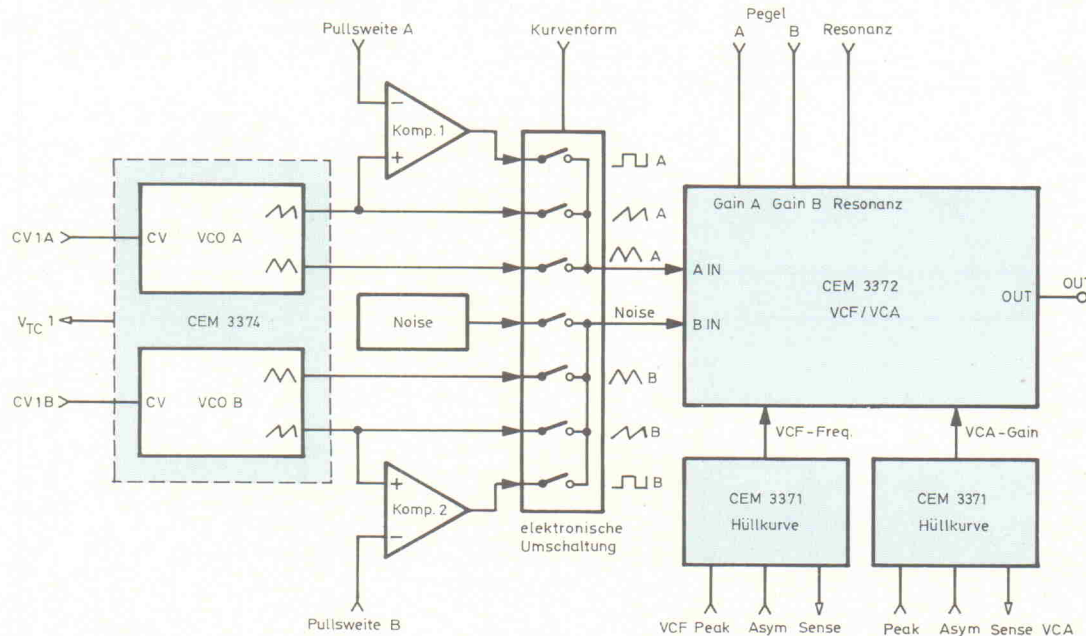 Pullsweite A
Kurvenform
Pegel
A B Resonanz
Komp. 1
A
Gain A Gain B Resonanz
CV1A CV VCO A
A
A
A IN
CEM 3372
VCF/VCA
OUT
OUT
V TC 1
CEM 3374
Noise
Noise
B IN
B
CV1B CV VCO B
B
VCF-Freq.
VCA-Gain
Komp. 2
B
CEM 3371
Hüllkurve
CEM 3371
Hüllkurve
elektronische
Umschaltung
Pullsweite B
VCF Peak Asym Sense
Peak Asym Sense VCA